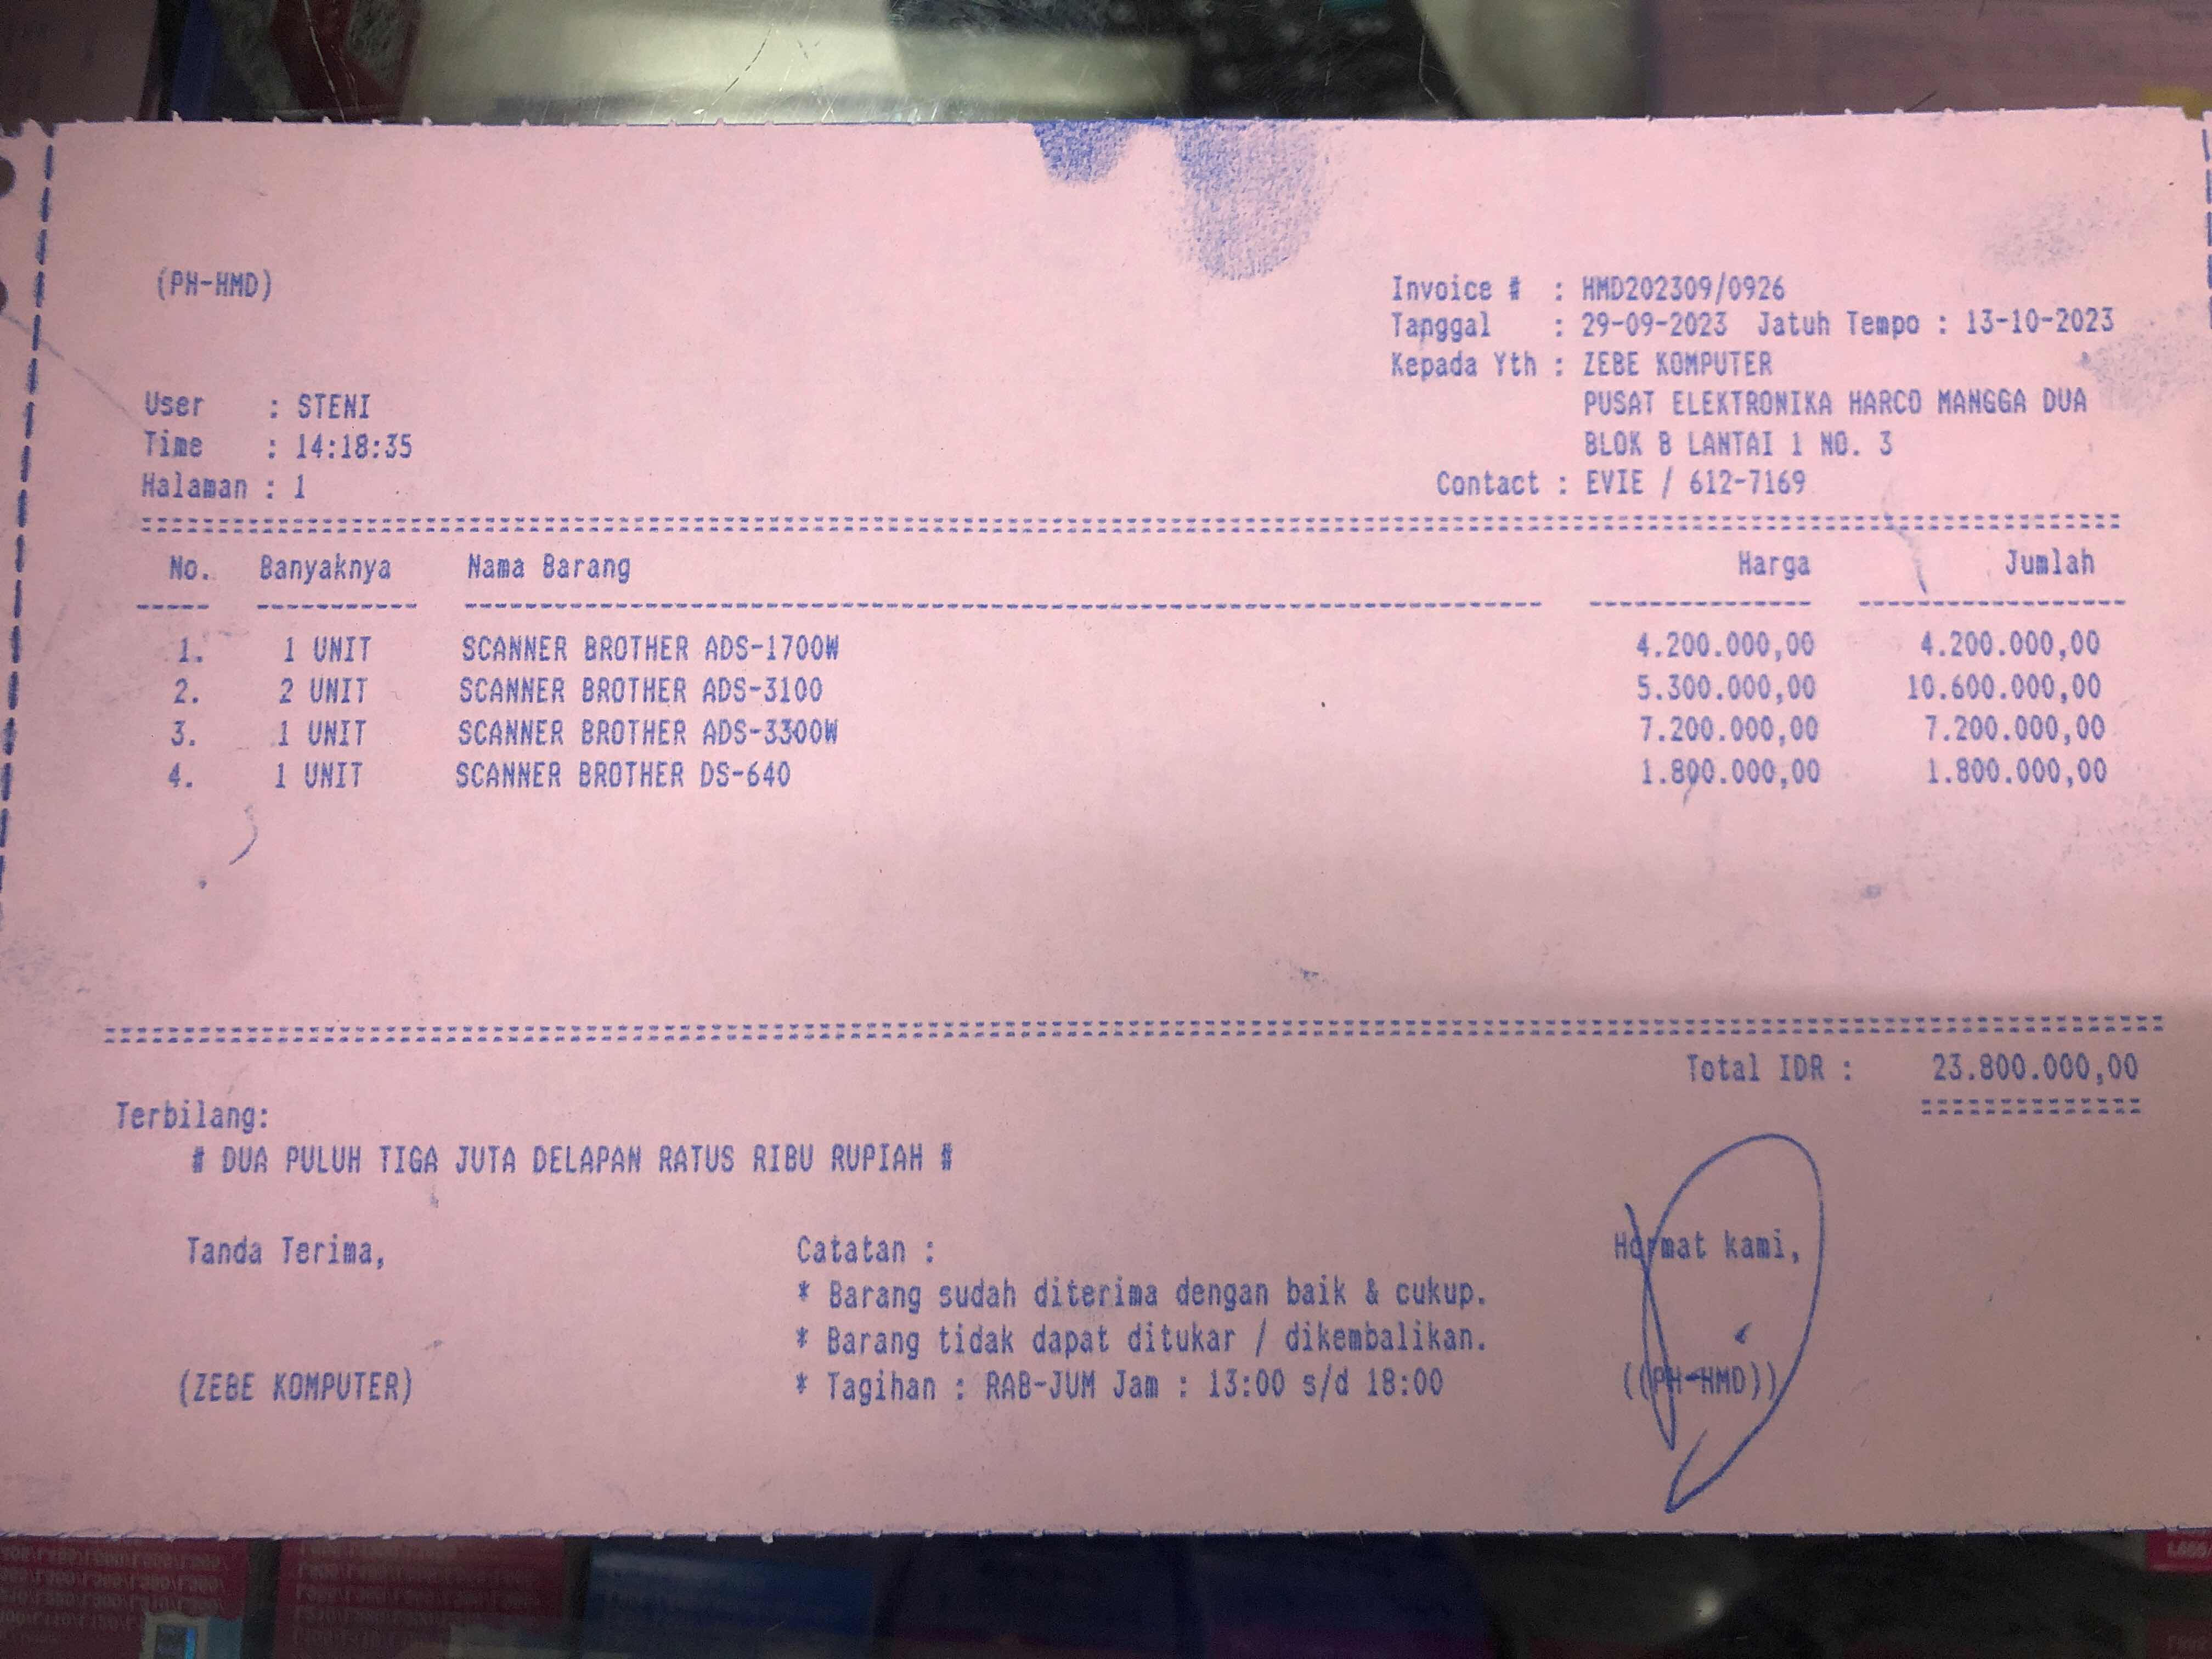 (PH-HMD)
Invoice # : HMD202309/0926
Tanggal : 29-09-2023 Jatuh Tempo : 13-10-2023
Kepada Yth : ZEBE KOMPUTER
PUSAT ELEKTRONIKA HARCO MANGGA DUA
BLOK B LANTAI 1 NO. 3
Contact : EVIE / 612-7169
User : STENI
Time : 14:18:35
Halaman : 1
No. Banyaknya Nama Barang Harga Jumlah
1. 1 UNIT SCANNER BROTHER ADS-1700W 4.200.000,00 4.200.000,00
2. 2 UNIT SCANNER BROTHER ADS-3100 5.300.000,00 10.600.000,00
3. 1 UNIT SCANNER BROTHER ADS-3300W 7.200.000,00 7.200.000,00
4. 1 UNIT SCANNER BROTHER DS-640 1.800.000,00 1.800.000,00
Total IDR : 23.800.000,00
Terbilang:
# DUA PULUH TIGA JUTA DELAPAN RATUS RIBU RUPIAH #
Tanda Terima,
(ZEBE KOMPUTER)
Catatan :
* Barang sudah diterima dengan baik & cukup.
* Barang tidak dapat ditukar / dikembalikan.
* Tagihan : RAB-JUM Jam : 13:00 s/d 18:00
Hormat kami,
((PH-HMD))